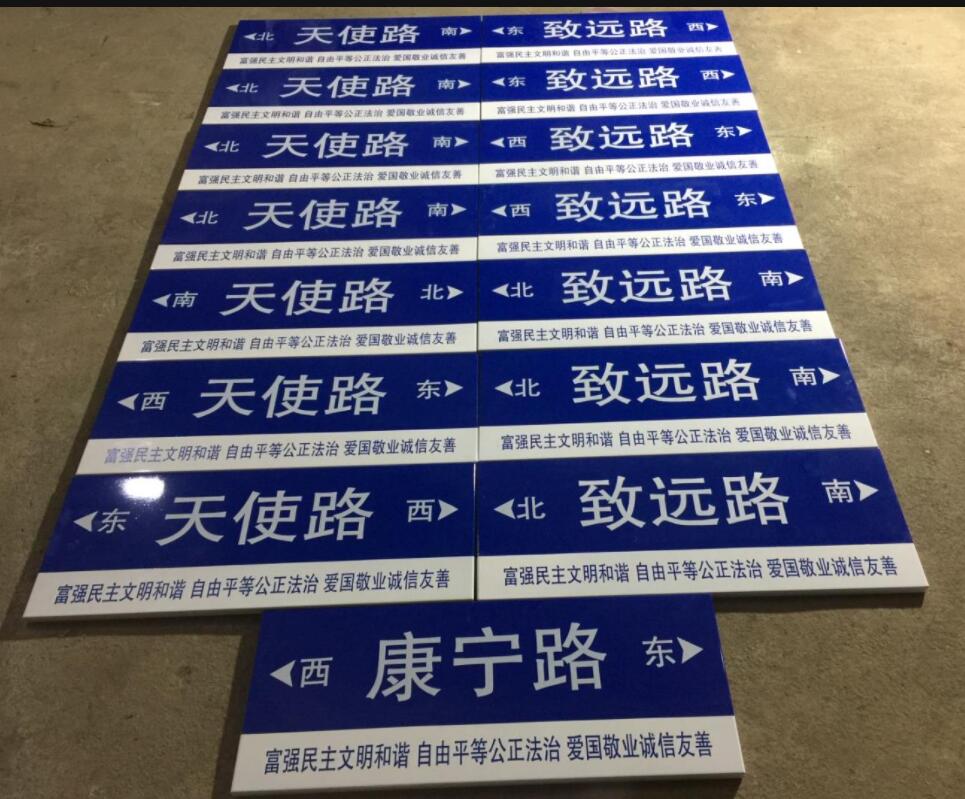 ◀北 天使路 南▶
富强民主文明和谐 自由平等公正法治 爱国敬业诚信友善
◀东 致远路 西▶
富强民主文明和谐 自由平等公正法治 爱国敬业诚信友善
◀北 天使路 南▶
富强民主文明和谐 自由平等公正法治 爱国敬业诚信友善
◀东 致远路 西▶
富强民主文明和谐 自由平等公正法治 爱国敬业诚信友善
◀北 天使路 南▶
富强民主文明和谐 自由平等公正法治 爱国敬业诚信友善
◀西 致远路 东▶
富强民主文明和谐 自由平等公正法治 爱国敬业诚信友善
◀北 天使路 南▶
富强民主文明和谐 自由平等公正法治 爱国敬业诚信友善
◀西 致远路 东▶
富强民主文明和谐 自由平等公正法治 爱国敬业诚信友善
◀南 天使路 北▶
富强民主文明和谐 自由平等公正法治 爱国敬业诚信友善
◀北 致远路 南▶
富强民主文明和谐 自由平等公正法治 爱国敬业诚信友善
◀西 天使路 东▶
富强民主文明和谐 自由平等公正法治 爱国敬业诚信友善
◀北 致远路 南▶
富强民主文明和谐 自由平等公正法治 爱国敬业诚信友善
◀东 天使路 西▶
富强民主文明和谐 自由平等公正法治 爱国敬业诚信友善
◀北 致远路 南▶
富强民主文明和谐 自由平等公正法治 爱国敬业诚信友善
◀西 康宁路 东▶
富强民主文明和谐 自由平等公正法治 爱国敬业诚信友善